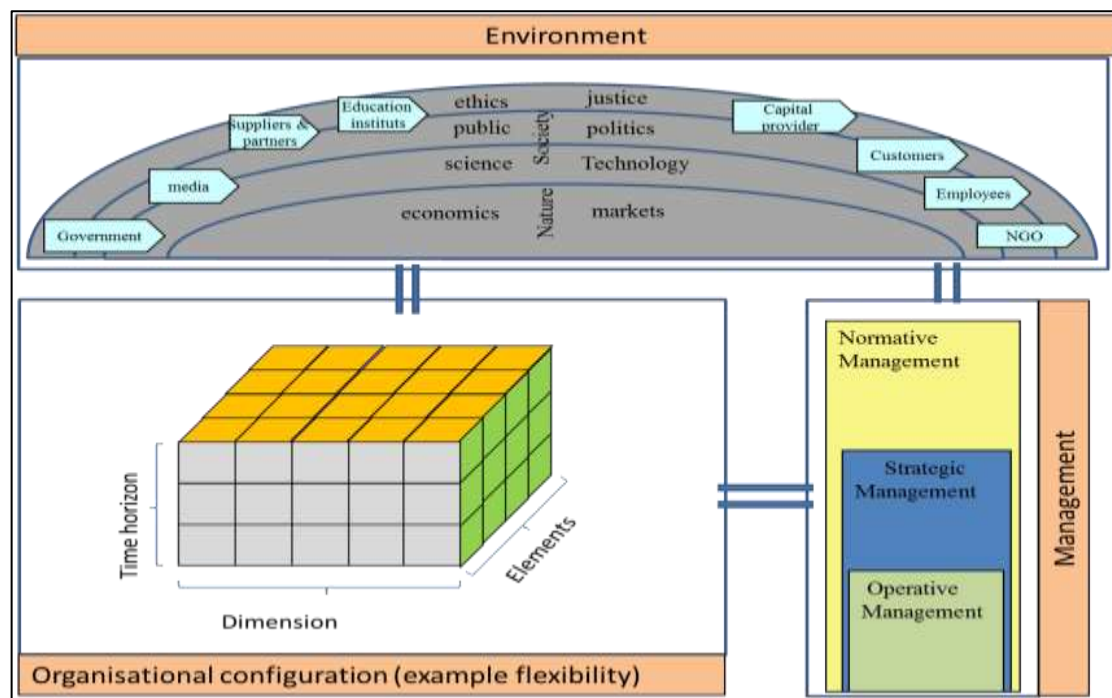 Environment
ethics
justice
Education
instituts
Capital
provider
Suppliers &
partners
public
politics
Society
Customers
science
Technology
media
Employees
economics
Nature
markets
Government
NGO
Normative
Management
Strategic
Management
Operative
Management
Management
Time horizon
Elements
Dimension
Organisational configuration (example flexibility)